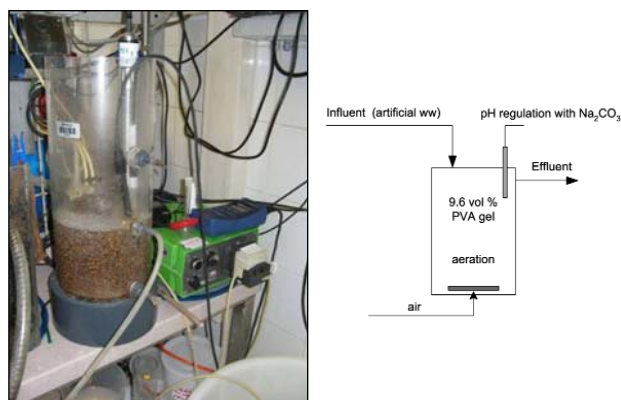 Influent (artificial ww)
pH regulation with Na₂CO₃
Effluent
9.6 vol %
PVA gel
aeration
air